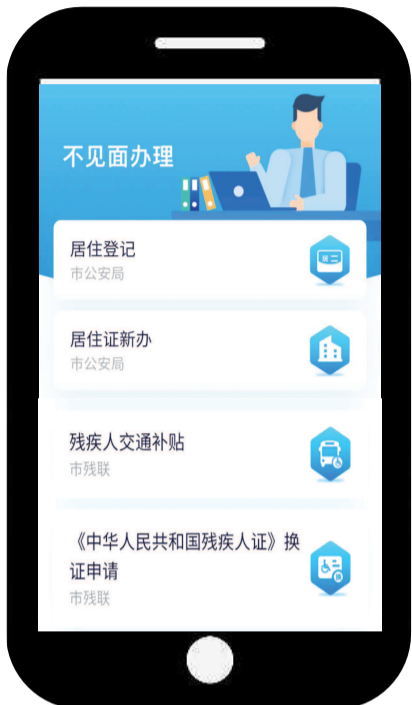 不见面办理
居住登记
市公安局
居住证新办
市公安局
残疾人交通补贴
市残联
《中华人民共和国残疾人证》换
证申请
市残联